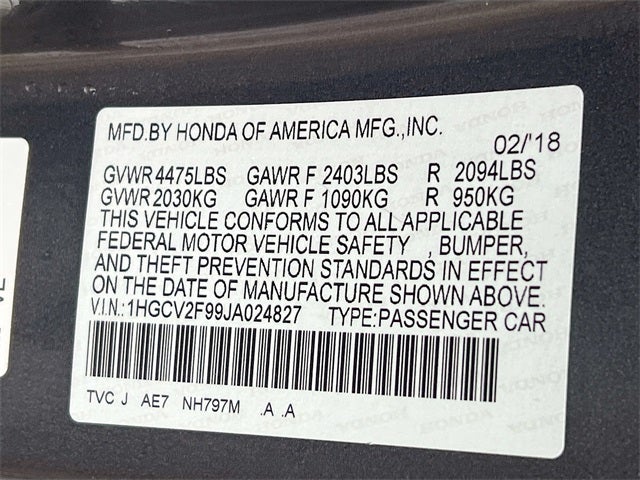 MFD.BY HONDA OF AMERICA MFG.,INC.
02/'18
GVWR 4475LBS GAWR F 2403LBS R 2094LBS
GVWR 2030KG GAWR F 1090KG R 950KG
THIS VEHICLE CONFORMS TO ALL APPLICABLE
FEDERAL MOTOR VEHICLE SAFETY , BUMPER,
AND THEFT PREVENTION STANDARDS IN EFFECT
ON THE DATE OF MANUFACTURE SHOWN ABOVE.
V.I.N.:1HGCV2F99JA024827 TYPE:PASSENGER CAR
TVC J AE7 NH797M .A .A